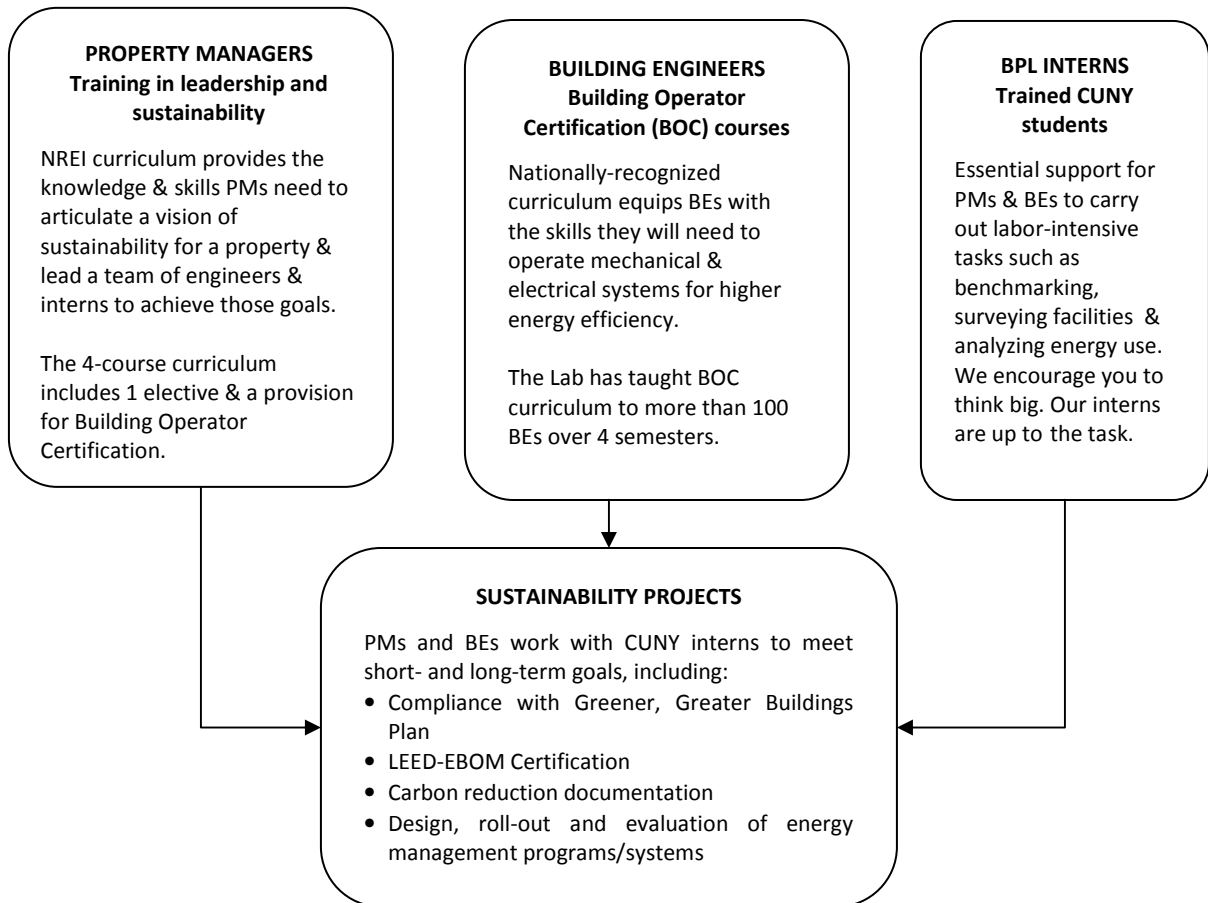 PROPERTY MANAGERS
Training in leadership and
sustainability
NREI curriculum provides the
knowledge & skills PMs need to
articulate a vision of
sustainability for a property &
lead a team of engineers &
interns to achieve those goals.
The 4-course curriculum
includes 1 elective & a provision
for Building Operator
Certification.
BUILDING ENGINEERS
Building Operator
Certification (BOC) courses
Nationally-recognized
curriculum equips BEs with
the skills they will need to
operate mechanical &
electrical systems for higher
energy efficiency.
The Lab has taught BOC
curriculum to more than 100
BEs over 4 semesters.
BPL INTERNS
Trained CUNY
students
Essential support for
PMs & BEs to carry
out labor-intensive
tasks such as
benchmarking,
surveying facilities &
analyzing energy use.
We encourage you to
think big. Our interns
are up to the task.
SUSTAINABILITY PROJECTS
PMs and BEs work with CUNY interns to meet
short- and long-term goals, including:
• Compliance with Greener, Greater Buildings
Plan
• LEED-EBOM Certification
• Carbon reduction documentation
• Design, roll-out and evaluation of energy
management programs/systems